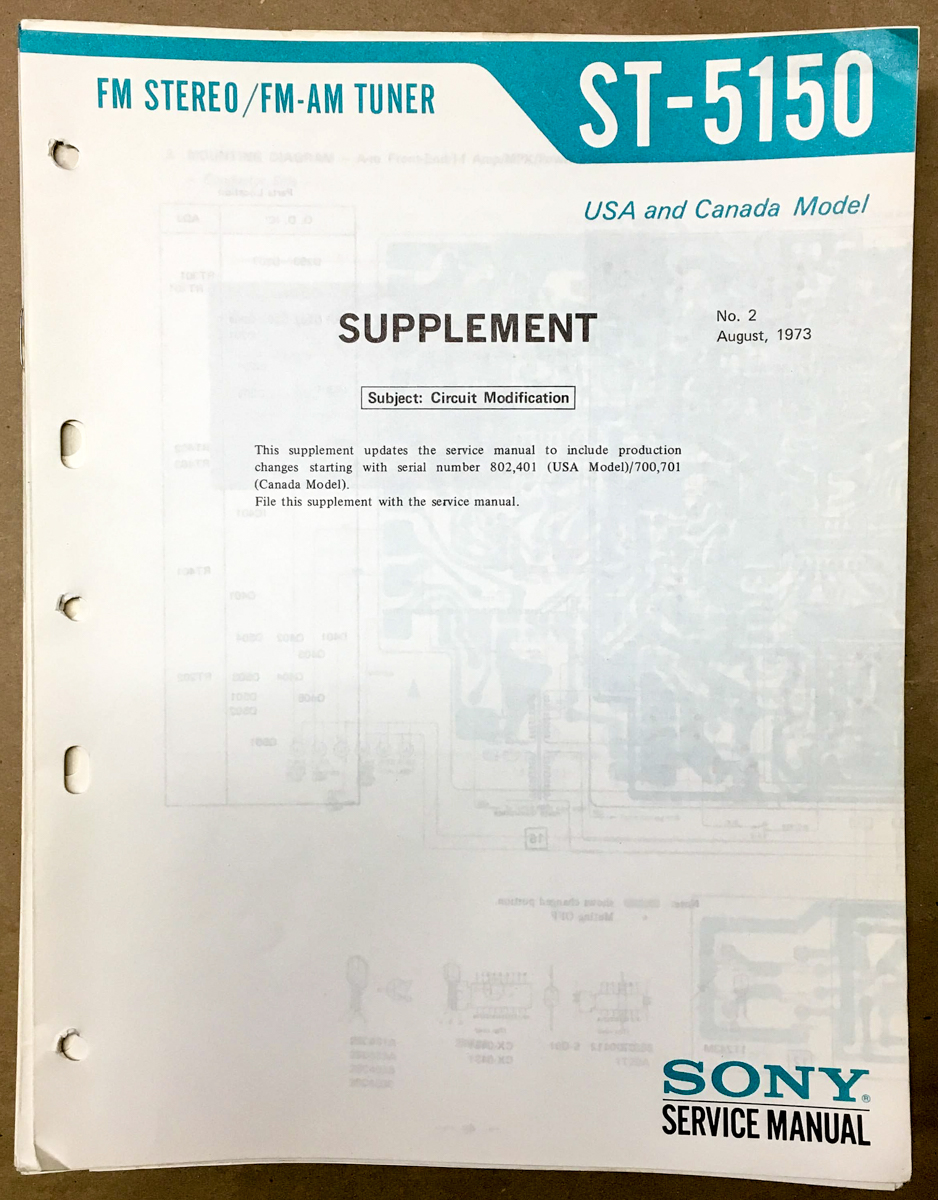 FM STEREO/FM-AM TUNER
ST-5150
USA and Canada Model
SUPPLEMENT
No. 2
August, 1973
Subject: Circuit Modification
This supplement updates the service manual to include production
changes starting with serial number 802,401 (USA Model)/700,701
(Canada Model).
File this supplement with the service manual.
SONY®
SERVICE MANUAL